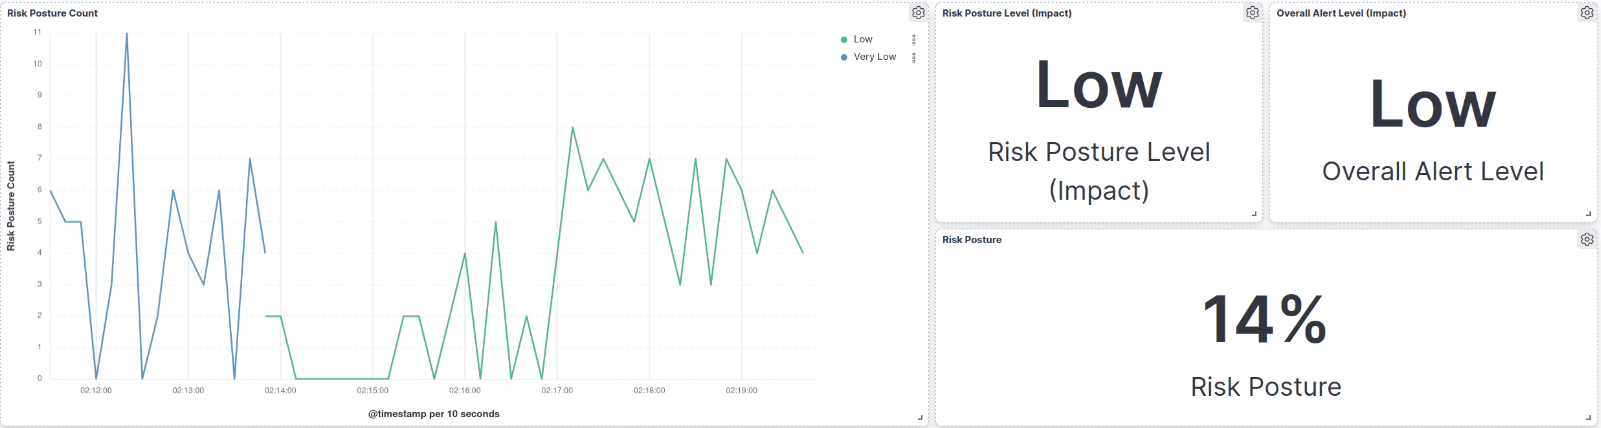 Risk Posture Count
11
10
9
8
7
6
5
4
3
2
1
0
Risk Posture Count
02:12:00 02:13:00 02:14:00 02:15:00 02:16:00 02:17:00 02:18:00 02:19:00
@timestamp per 10 seconds
Low
Very Low
Risk Posture Level (Impact)
Low
Risk Posture Level
(Impact)
Overall Alert Level (Impact)
Low
Overall Alert Level
Risk Posture
14%
Risk Posture